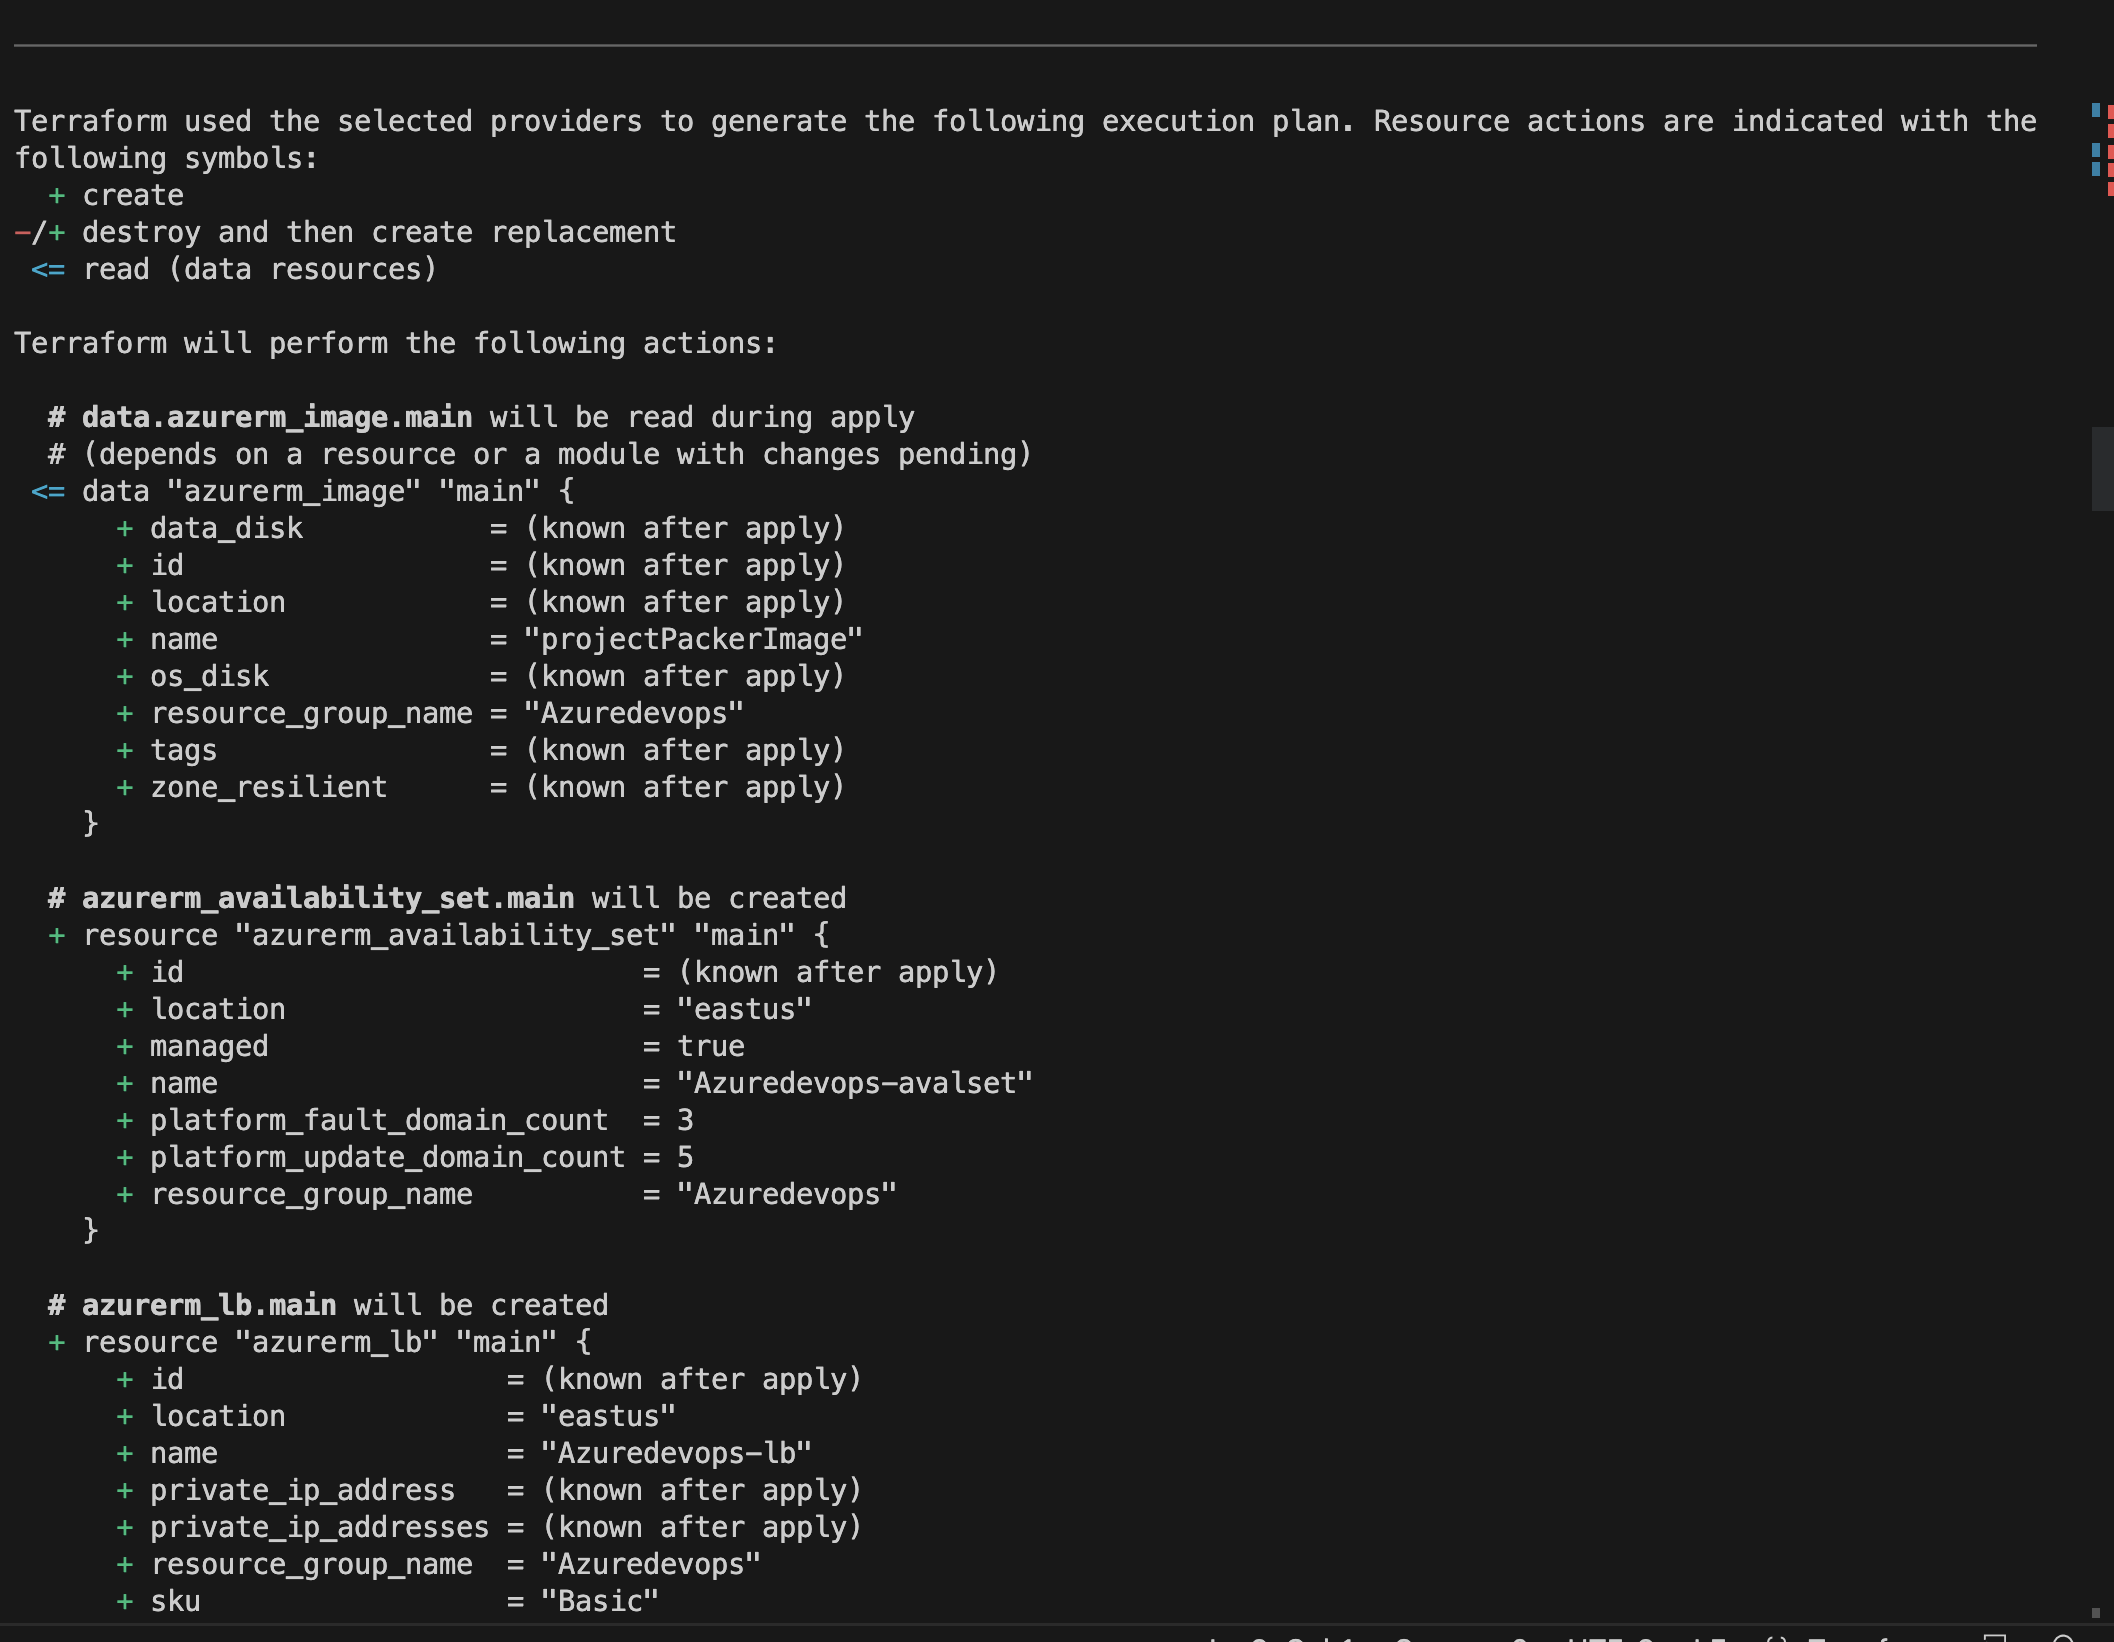 Terraform used the selected providers to generate the following execution plan. Resource actions are indicated with the
following symbols:
  + create
-/+ destroy and then create replacement
 <= read (data resources)

Terraform will perform the following actions:

  # data.azurerm_image.main will be read during apply
  # (depends on a resource or a module with changes pending)
 <= data "azurerm_image" "main" {
      + data_disk           = (known after apply)
      + id                  = (known after apply)
      + location            = (known after apply)
      + name                = "projectPackerImage"
      + os_disk             = (known after apply)
      + resource_group_name = "Azuredevops"
      + tags                = (known after apply)
      + zone_resilient      = (known after apply)
    }

  # azurerm_availability_set.main will be created
  + resource "azurerm_availability_set" "main" {
      + id                           = (known after apply)
      + location                     = "eastus"
      + managed                      = true
      + name                         = "Azuredevops-avalset"
      + platform_fault_domain_count  = 3
      + platform_update_domain_count = 5
      + resource_group_name          = "Azuredevops"
    }

  # azurerm_lb.main will be created
  + resource "azurerm_lb" "main" {
      + id                   = (known after apply)
      + location             = "eastus"
      + name                 = "Azuredevops-lb"
      + private_ip_address   = (known after apply)
      + private_ip_addresses = (known after apply)
      + resource_group_name  = "Azuredevops"
      + sku                  = "Basic"